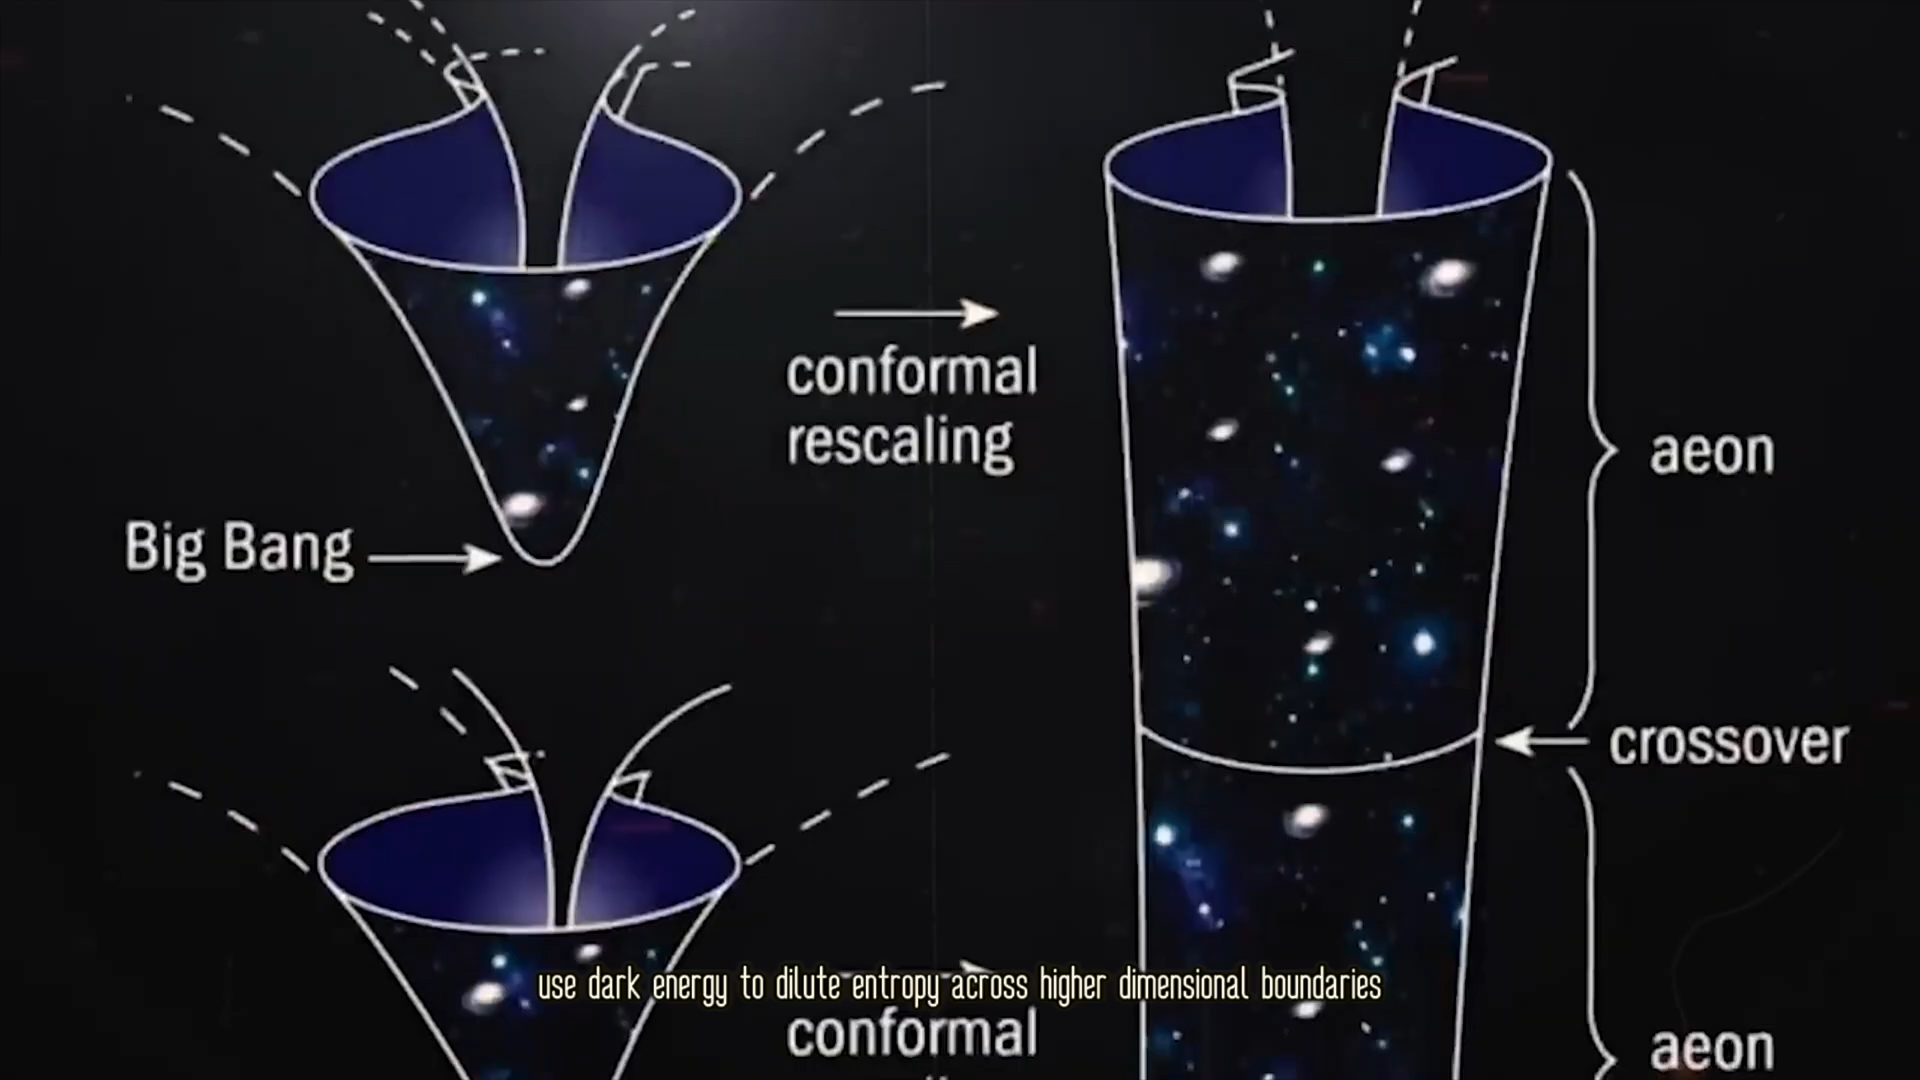 conformal
rescaling
aeon
Big Bang
crossover
use dark energy to dilute entropy across higher dimensional boundaries
conformal
aeon